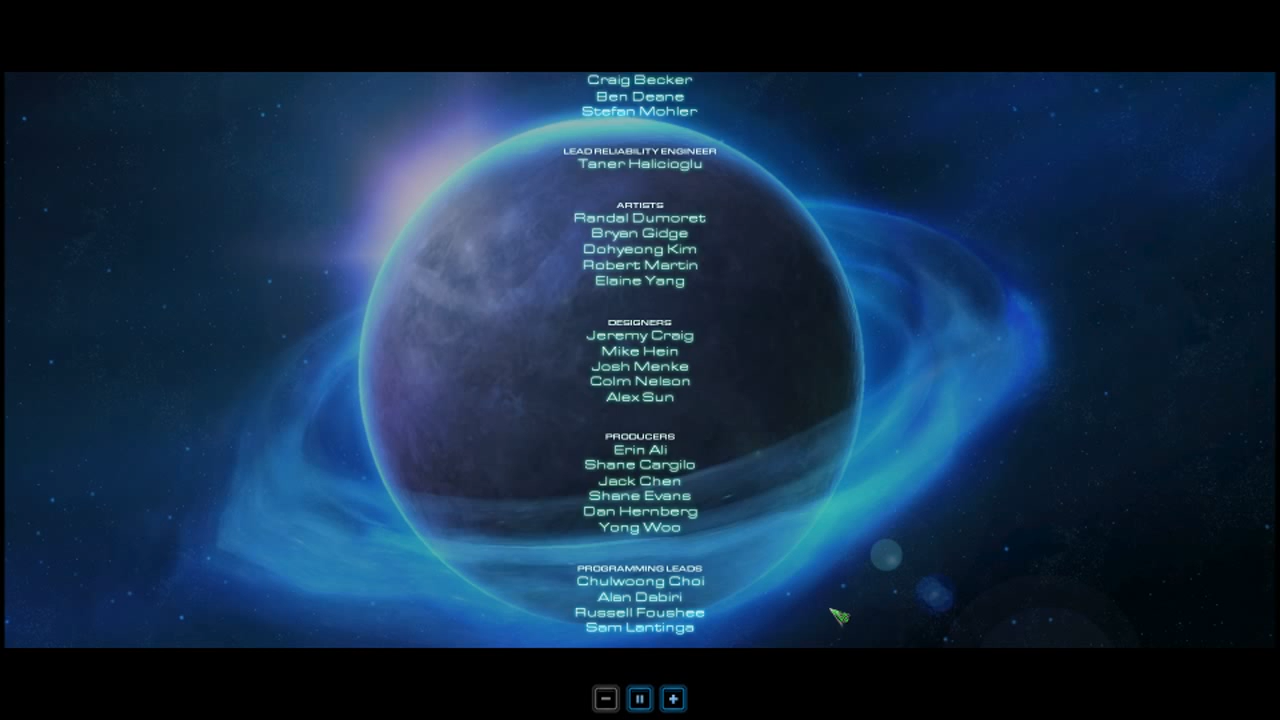 Craig Becker
Ben Deane
Stefan Mohler
LEAD RELIABILITY ENGINEER
Taner Halicioglu
ARTISTS
Randal Dumoret
Bryan Gidge
Dohyeong Kim
Robert Martin
Elaine Yang
DESIGNERS
Jeremy Craig
Mike Hein
Josh Menke
Colm Nelson
Alex Sun
PRODUCERS
Erin Ali
Shane Cargilo
Jack Chen
Shane Evans
Dan Hernberg
Yong Woo
PROGRAMMING LEADS
Chulwoong Choi
Alan Dabiri
Russell Foushee
Sam Lantinga